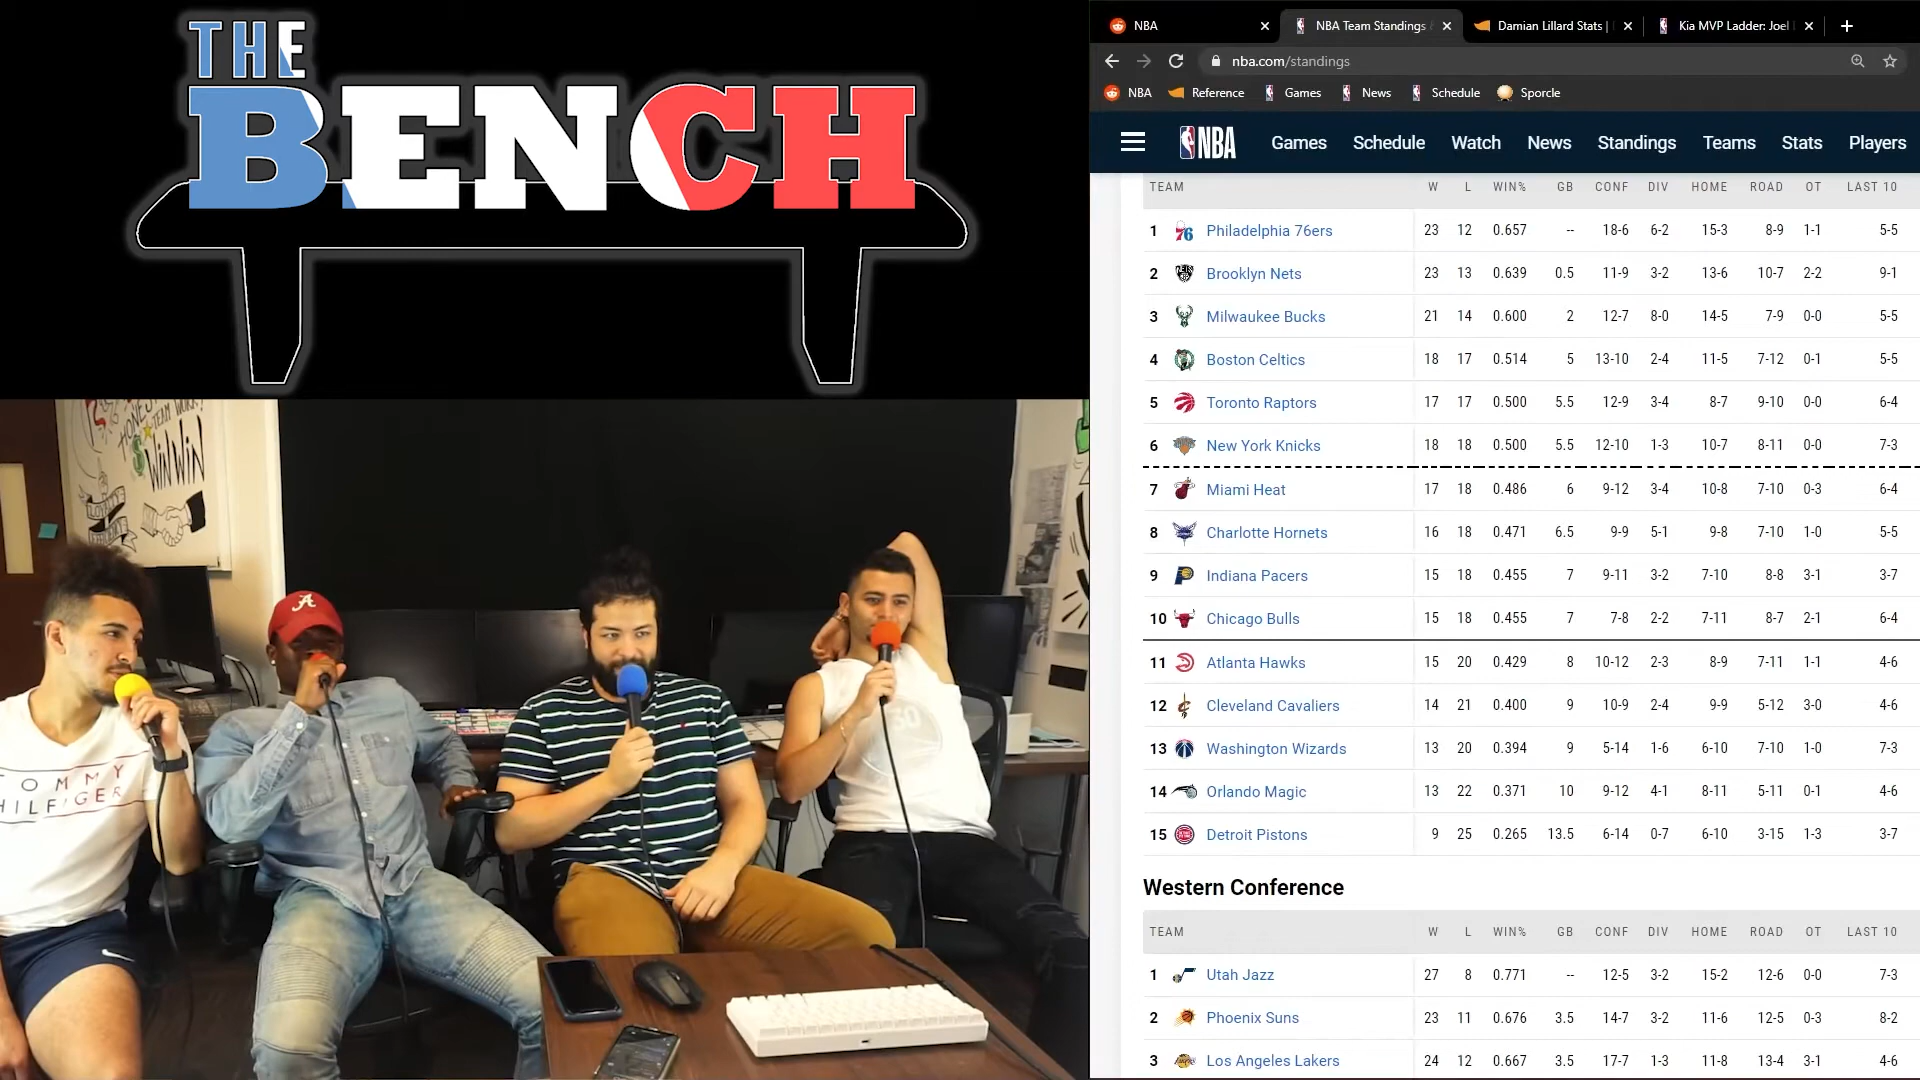 THE
BENCH
HONEST
TEAM WORK!
WIN WIN
TOMMY
HILFIGER
A
NBA
NBA Team Standings
Damian Lillard Stats |
Kia MVP Ladder: Joel
nba.com/standings
NBA Reference Games News Schedule Sporcle
NBA Games Schedule Watch News Standings Teams Stats Players
TEAM W L WIN% GB CONF DIV HOME ROAD OT LAST 10
1 76 Philadelphia 76ers 23 12 0.657 -- 18-6 6-2 15-3 8-9 1-1 5-5
2 Brooklyn Nets 23 13 0.639 0.5 11-9 3-2 13-6 10-7 2-2 9-1
3 Milwaukee Bucks 21 14 0.600 2 12-7 8-0 14-5 7-9 0-0 5-5
4 Boston Celtics 18 17 0.514 5 13-10 2-4 11-5 7-12 0-1 5-5
5 Toronto Raptors 17 17 0.500 5.5 12-9 3-4 8-7 9-10 0-0 6-4
6 New York Knicks 18 18 0.500 5.5 12-10 1-3 10-7 8-11 0-0 7-3
7 Miami Heat 17 18 0.486 6 9-12 3-4 10-8 7-10 0-3 6-4
8 Charlotte Hornets 16 18 0.471 6.5 9-9 5-1 9-8 7-10 1-0 5-5
9 Indiana Pacers 15 18 0.455 7 9-11 3-2 7-10 8-8 3-1 3-7
10 Chicago Bulls 15 18 0.455 7 7-8 2-2 7-11 8-7 2-1 6-4
11 Atlanta Hawks 15 20 0.429 8 10-12 2-3 8-9 7-11 1-1 4-6
12 Cleveland Cavaliers 14 21 0.400 9 10-9 2-4 9-9 5-12 3-0 4-6
13 Washington Wizards 13 20 0.394 9 5-14 1-6 6-10 7-10 1-0 7-3
14 Orlando Magic 13 22 0.371 10 9-12 4-1 8-11 5-11 0-1 4-6
15 Detroit Pistons 9 25 0.265 13.5 6-14 0-7 6-10 3-15 1-3 3-7
Western Conference
TEAM W L WIN% GB CONF DIV HOME ROAD OT LAST 10
1 Utah Jazz 27 8 0.771 -- 12-5 3-2 15-2 12-6 0-0 7-3
2 Phoenix Suns 23 11 0.676 3.5 14-7 3-2 11-6 12-5 0-3 8-2
3 Los Angeles Lakers 24 12 0.667 3.5 17-7 1-3 11-8 13-4 3-1 4-6